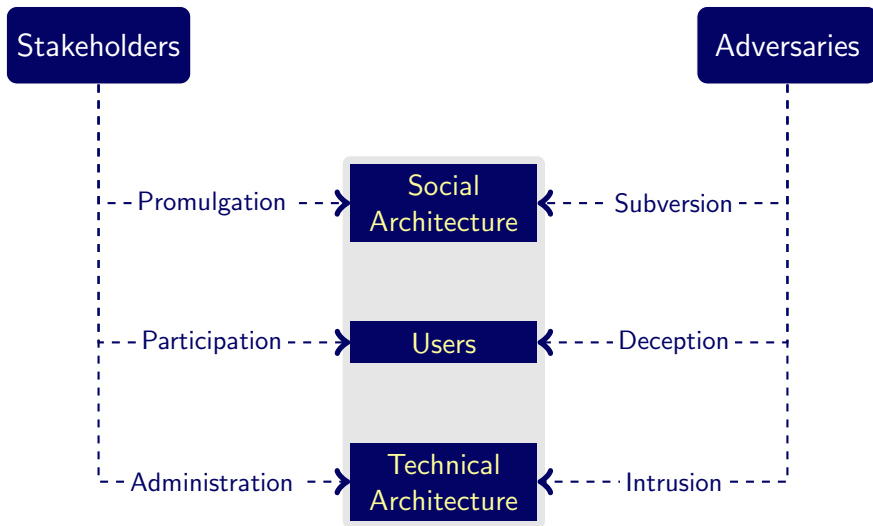 Stakeholders
Adversaries
Social
Architecture
Promulgation
Subversion
Participation
Users
Deception
Technical
Architecture
Administration
Intrusion